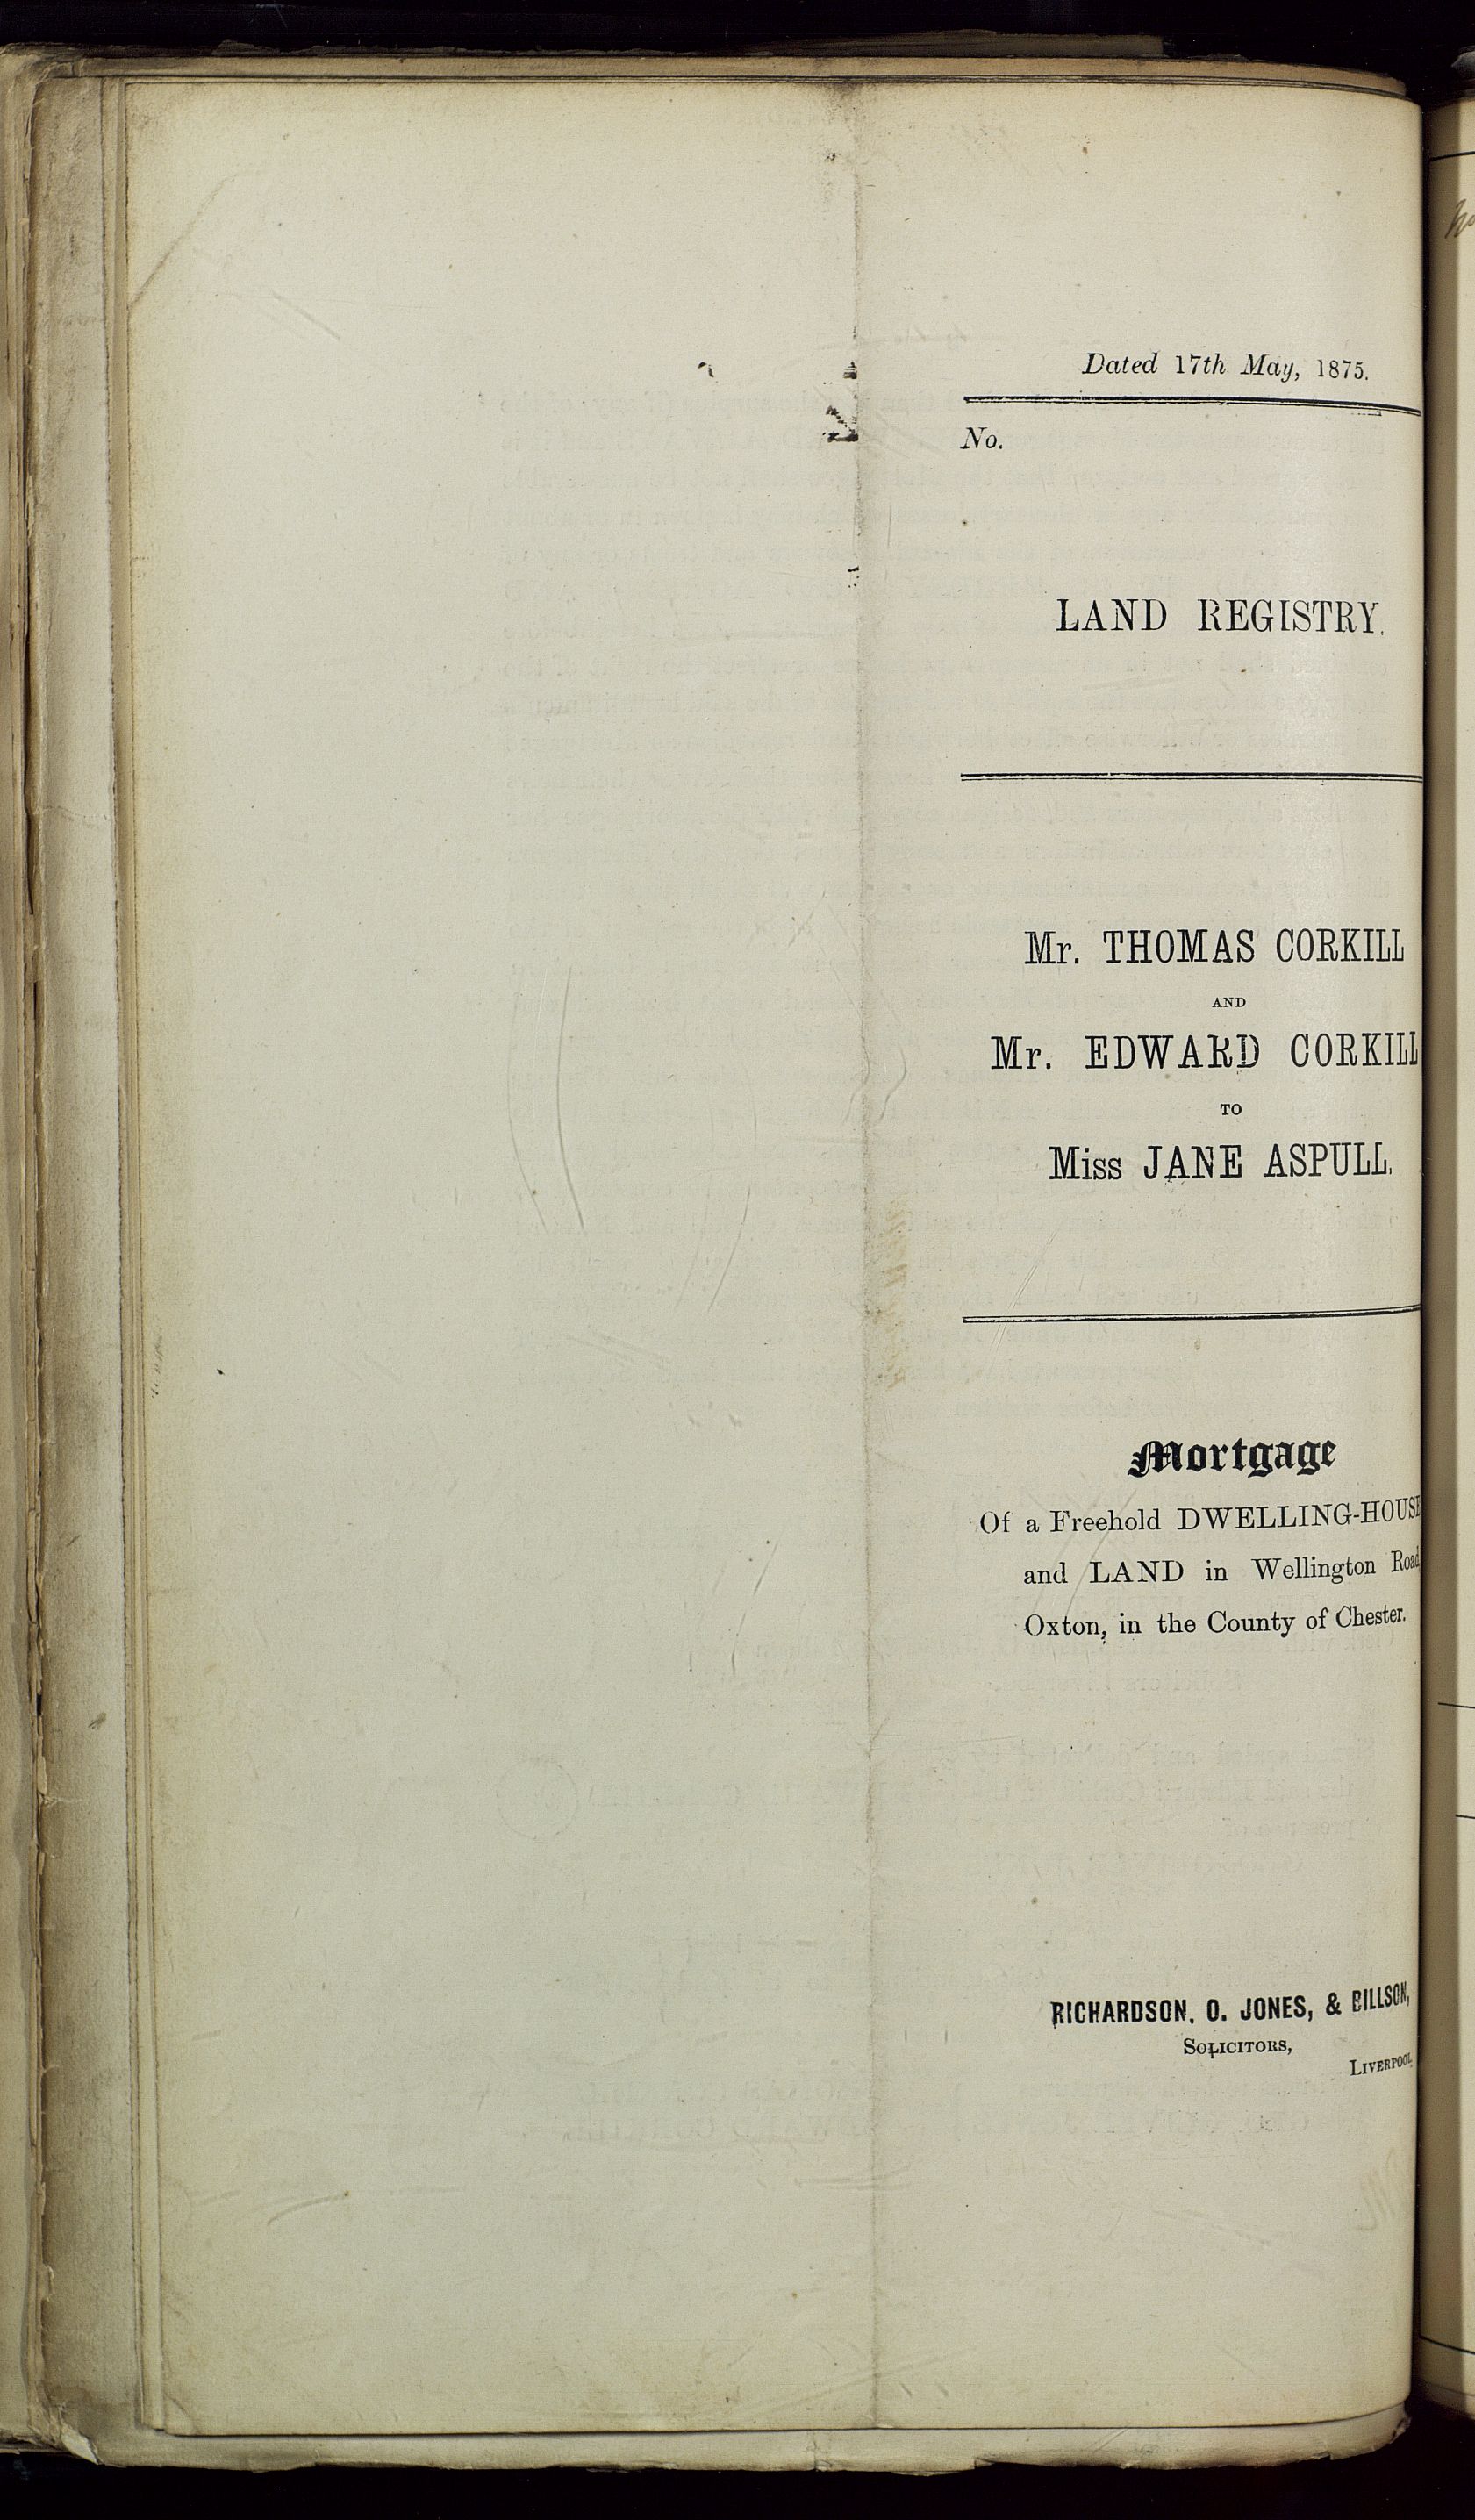 Dated 17th May, 1875.
No.
LAND REGISTRY.
Mr. THOMAS CORKILL
AND
Mr. EDWARD CORKILL
TO
Miss JANE ASPULL.
Mortgage
Of a Freehold DWELLING-HOUSE
and LAND in Wellington Road,
Oxton, in the County of Chester.
RICHARDSON, O. JONES, & BILLSON,
SOLICITORS,
LIVERPOOL.